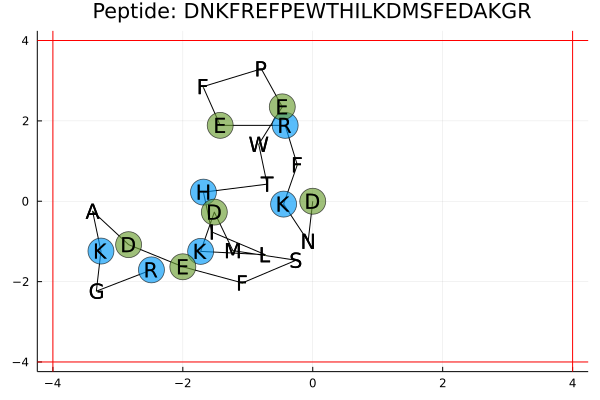 Peptide: DNKFREFPEWTHILKDMSFEDAKGR
4
P
F
E
E
R
2
W
F
T
H
K
D
0
A
D
I
N
D
K
K
M
L
S
E
R
F
G
-2
-4
-4
-2
0
2
4